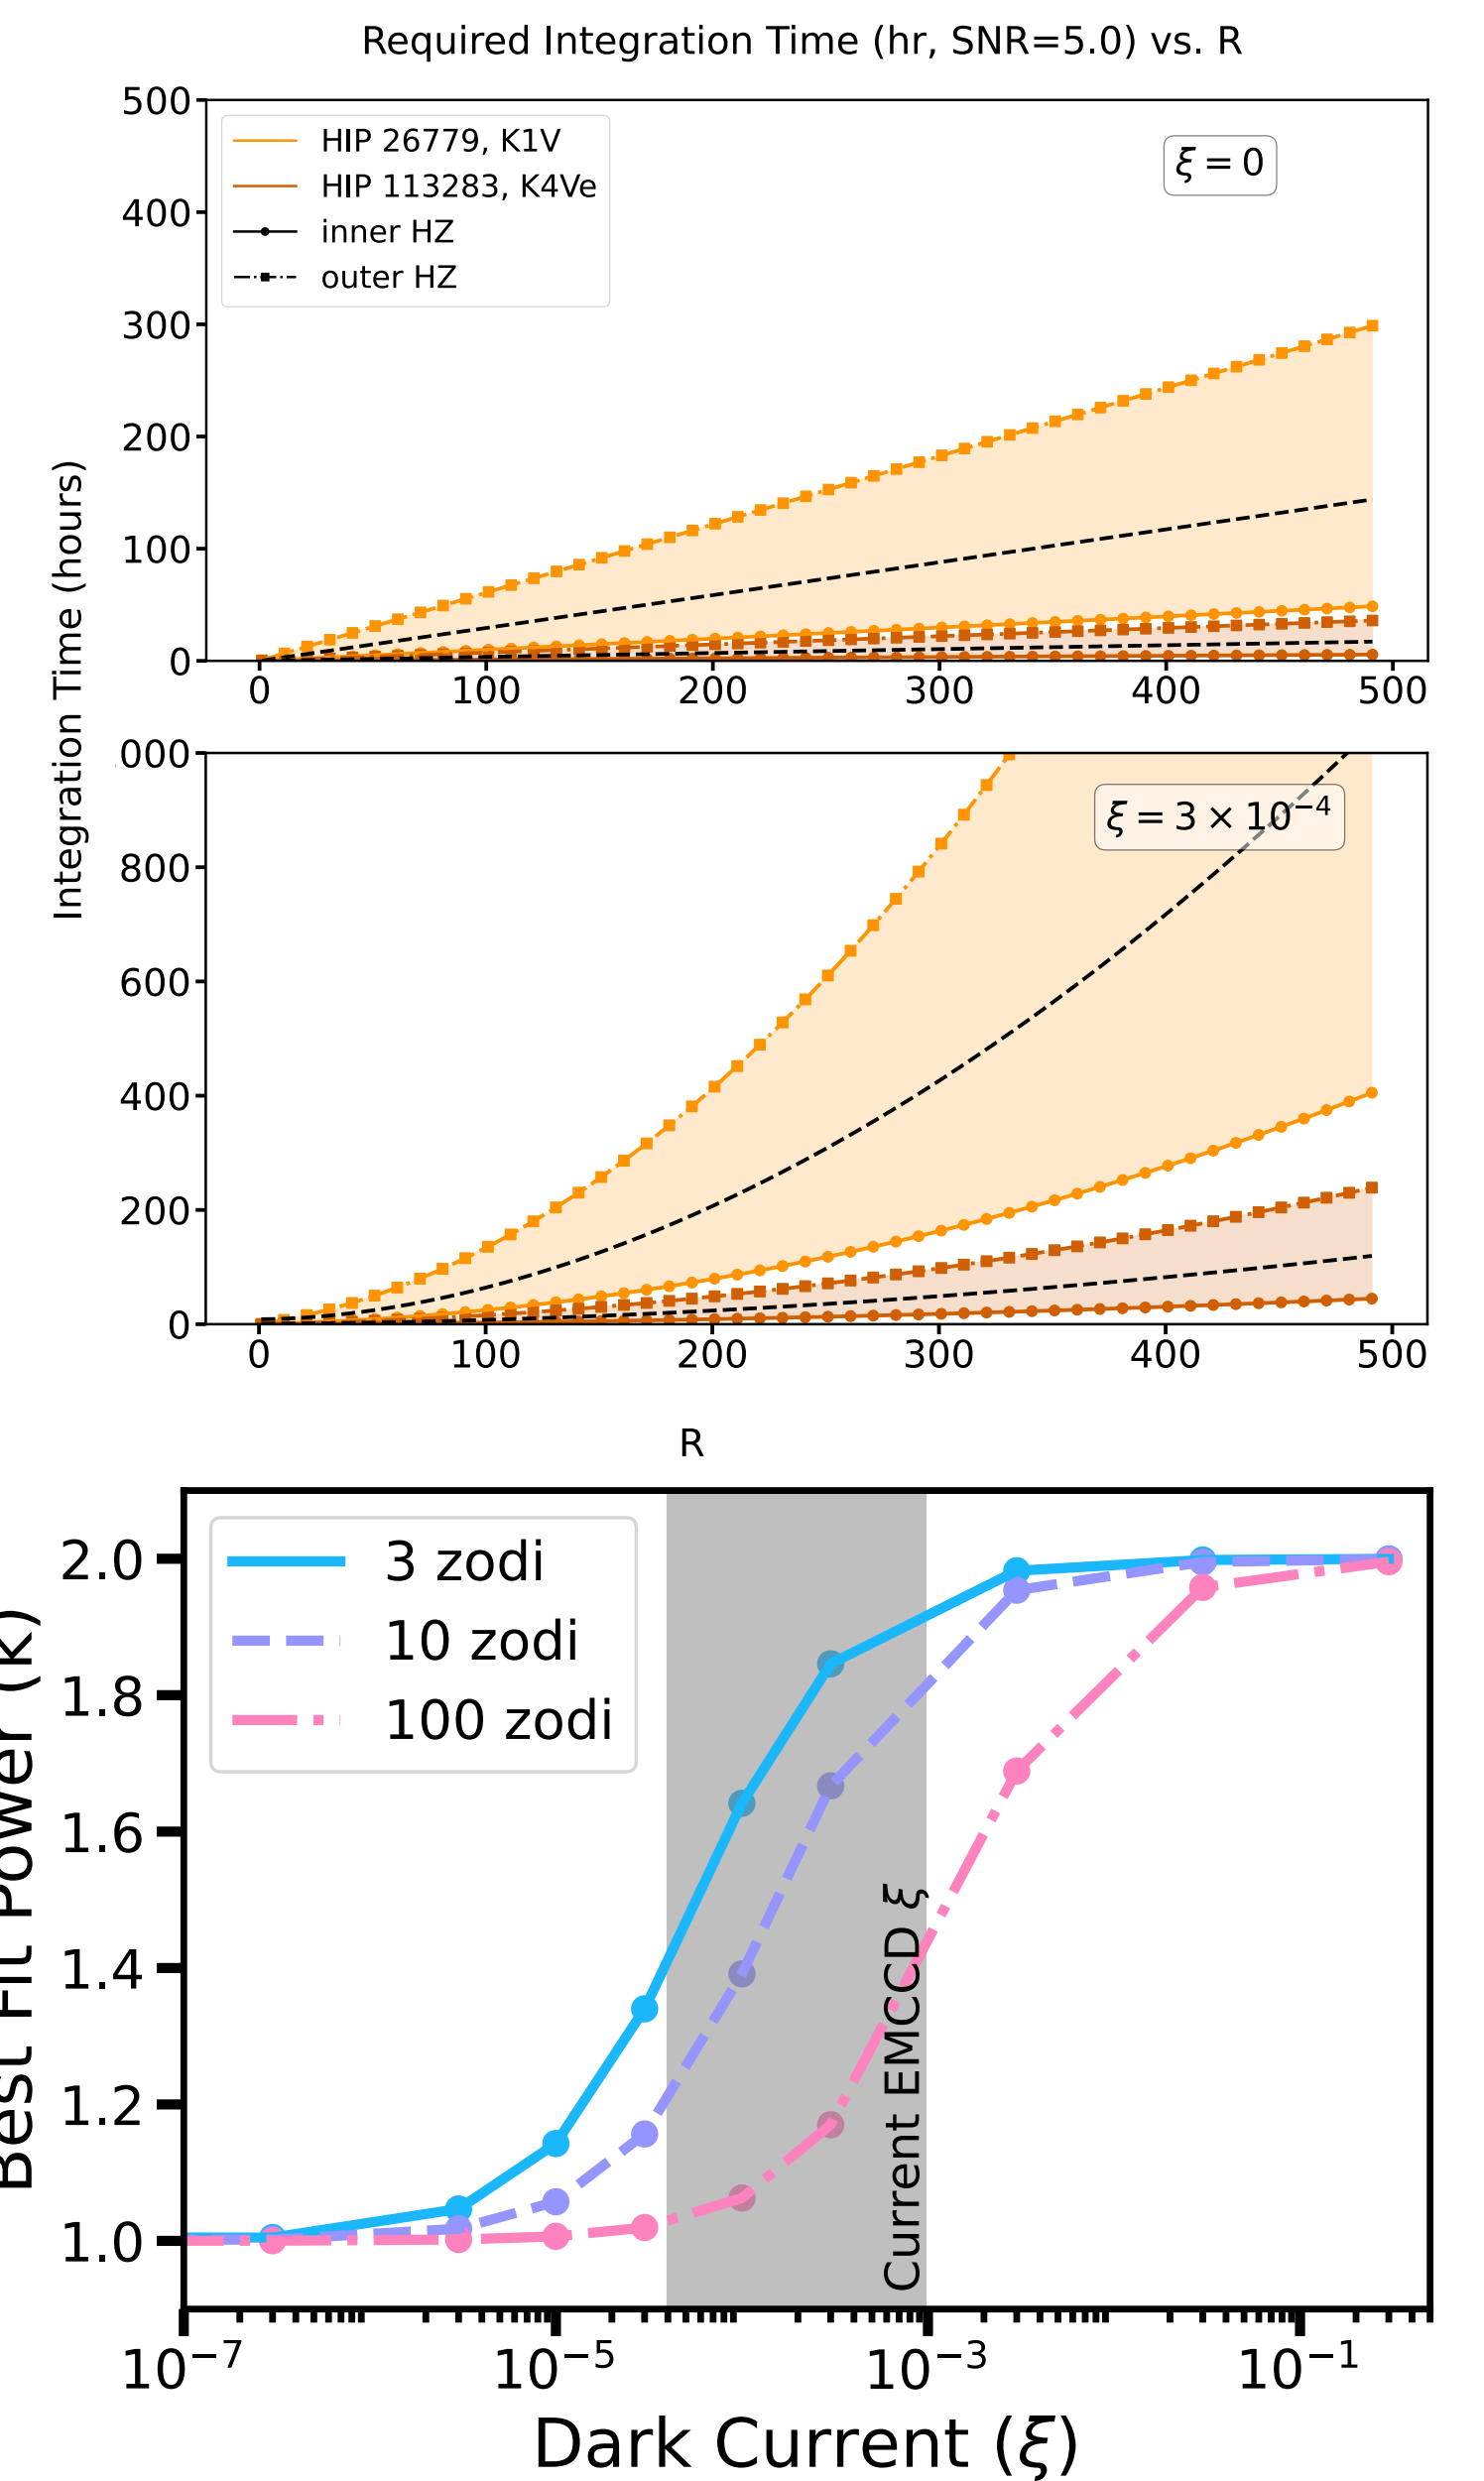 Required Integration Time (hr, SNR=5.0) vs. R
500
400
300
200
100
0
HIP 26779, K1V
HIP 113283, K4Ve
inner HZ
outer HZ
ξ = 0
0 100 200 300 400 500
Integration Time (hours)
000
800
600
400
200
0
ξ = 3 × 10⁻⁴
0 100 200 300 400 500
R
Best Fit Power (k)
2.0
1.8
1.6
1.4
1.2
1.0
3 zodi
10 zodi
100 zodi
Current EMCCD ξ
10⁻⁷ 10⁻⁵ 10⁻³ 10⁻¹
Dark Current (ξ)